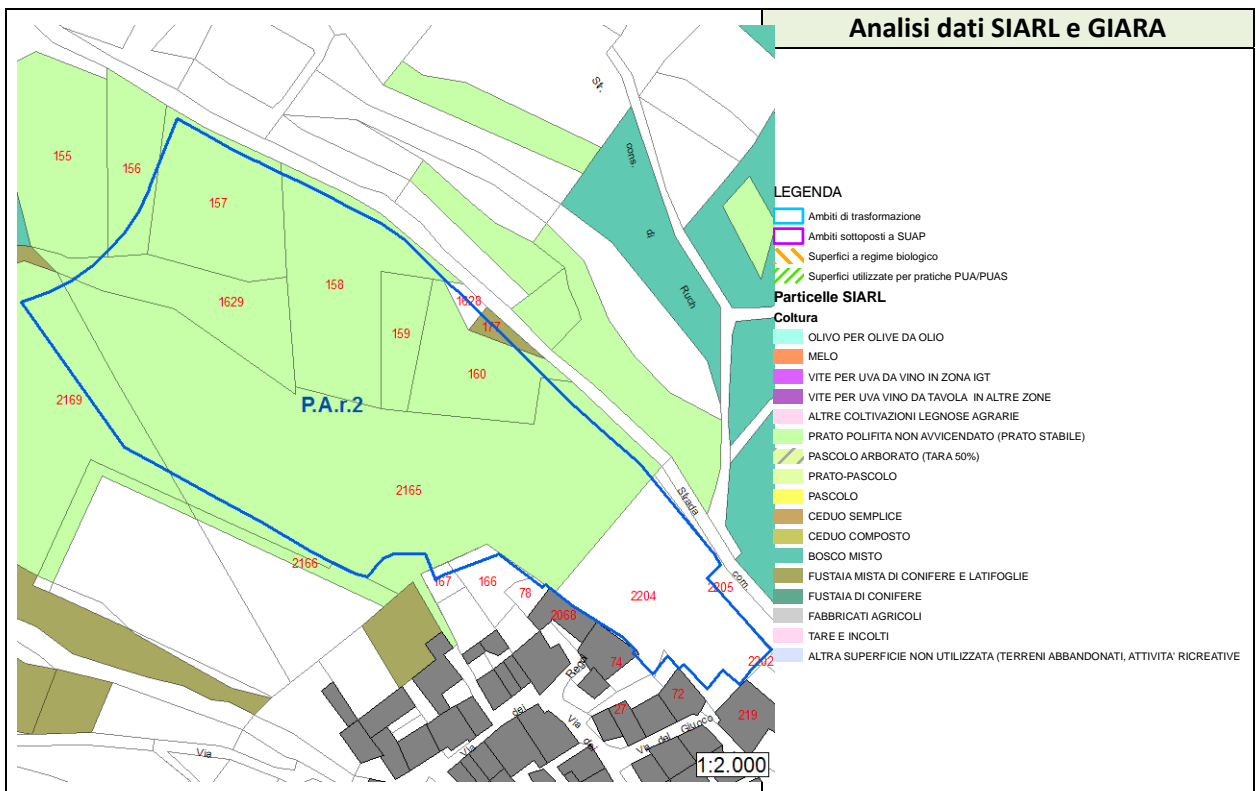 Analisi dati SIARL e GIARA
Str.
cons.
di
Ruch
155
156
157
158
1629
159
1628
177
160
P.A.r.2
2169
2165
2166
Strada
com.
167
166
78
2204
2205
2068
74
2202
72
27
219
Rega
Via
dei
Via
dei
Via del Giuoco
Via
1:2.000
LEGENDA
Ambiti di trasformazione
Ambiti sottoposti a SUAP
Superfici a regime biologico
Superfici utilizzate per pratiche PUA/PUAS
Particelle SIARL
Coltura
OLIVO PER OLIVE DA OLIO
MELO
VITE PER UVA DA VINO IN ZONA IGT
VITE PER UVA VINO DA TAVOLA IN ALTRE ZONE
ALTRE COLTIVAZIONI LEGNOSE AGRARIE
PRATO POLIFITA NON AVVICENDATO (PRATO STABILE)
PASCOLO ARBORATO (TARA 50%)
PRATO-PASCOLO
PASCOLO
CEDUO SEMPLICE
CEDUO COMPOSTO
BOSCO MISTO
FUSTAIA MISTA DI CONIFERE E LATIFOGLIE
FUSTAIA DI CONIFERE
FABBRICATI AGRICOLI
TARE E INCOLTI
ALTRA SUPERFICIE NON UTILIZZATA (TERRENI ABBANDONATI, ATTIVITA' RICREATIVE